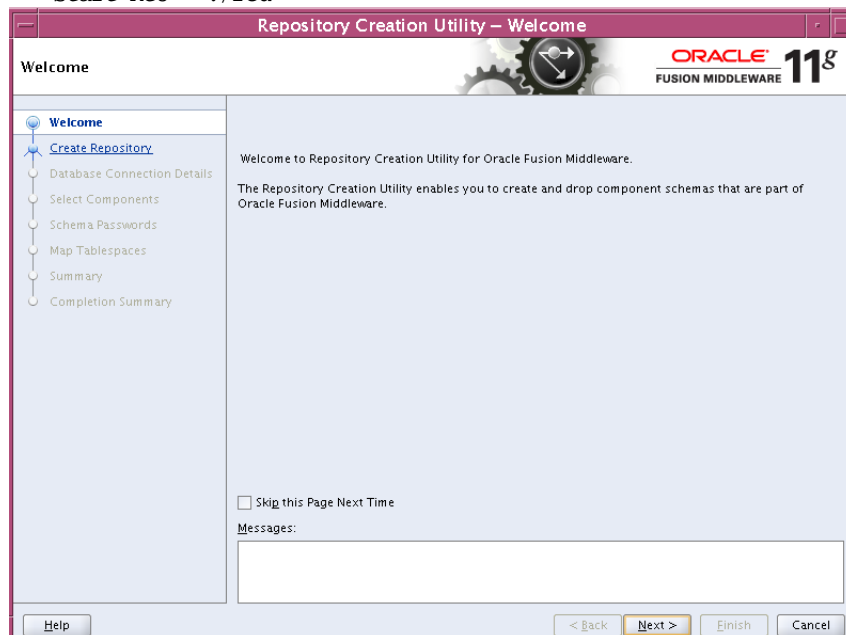 Repository Creation Utility – Welcome
Welcome
ORACLE
FUSION MIDDLEWARE
11g
Welcome
Create Repository
Database Connection Details
Select Components
Schema Passwords
Map Tablespaces
Summary
Completion Summary
Welcome to Repository Creation Utility for Oracle Fusion Middleware.
The Repository Creation Utility enables you to create and drop component schemas that are part of
Oracle Fusion Middleware.
Skip this Page Next Time
Messages:
Help
< Back
Next >
Finish
Cancel